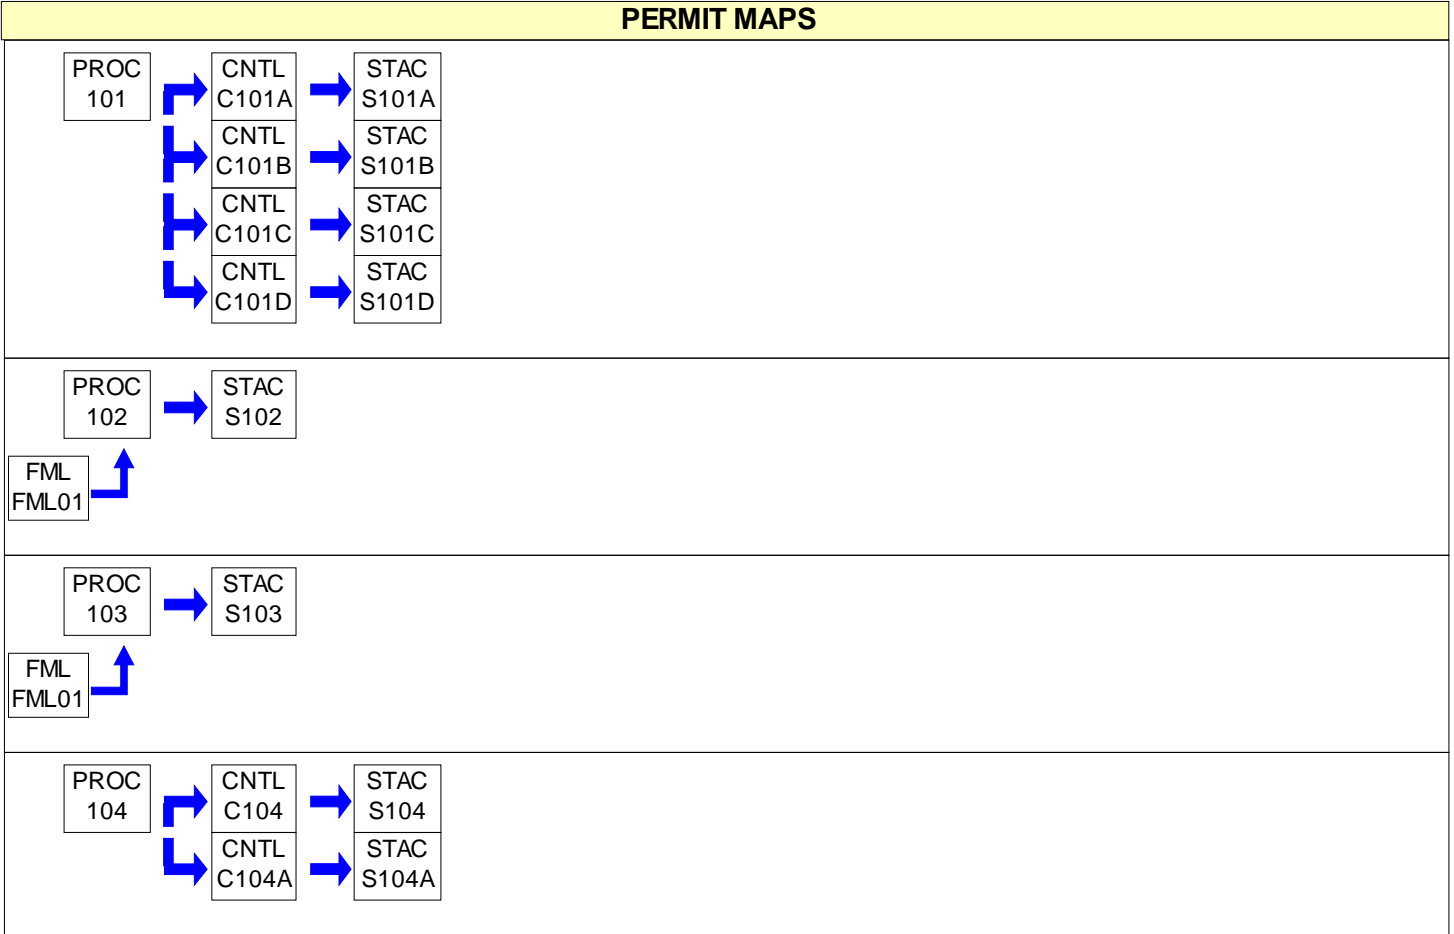 PERMIT MAPS
PROC
101
CNTL
C101A
STAC
S101A
CNTL
C101B
STAC
S101B
CNTL
C101C
STAC
S101C
CNTL
C101D
STAC
S101D
PROC
102
STAC
S102
FML
FML01
PROC
103
STAC
S103
FML
FML01
PROC
104
CNTL
C104
STAC
S104
CNTL
C104A
STAC
S104A